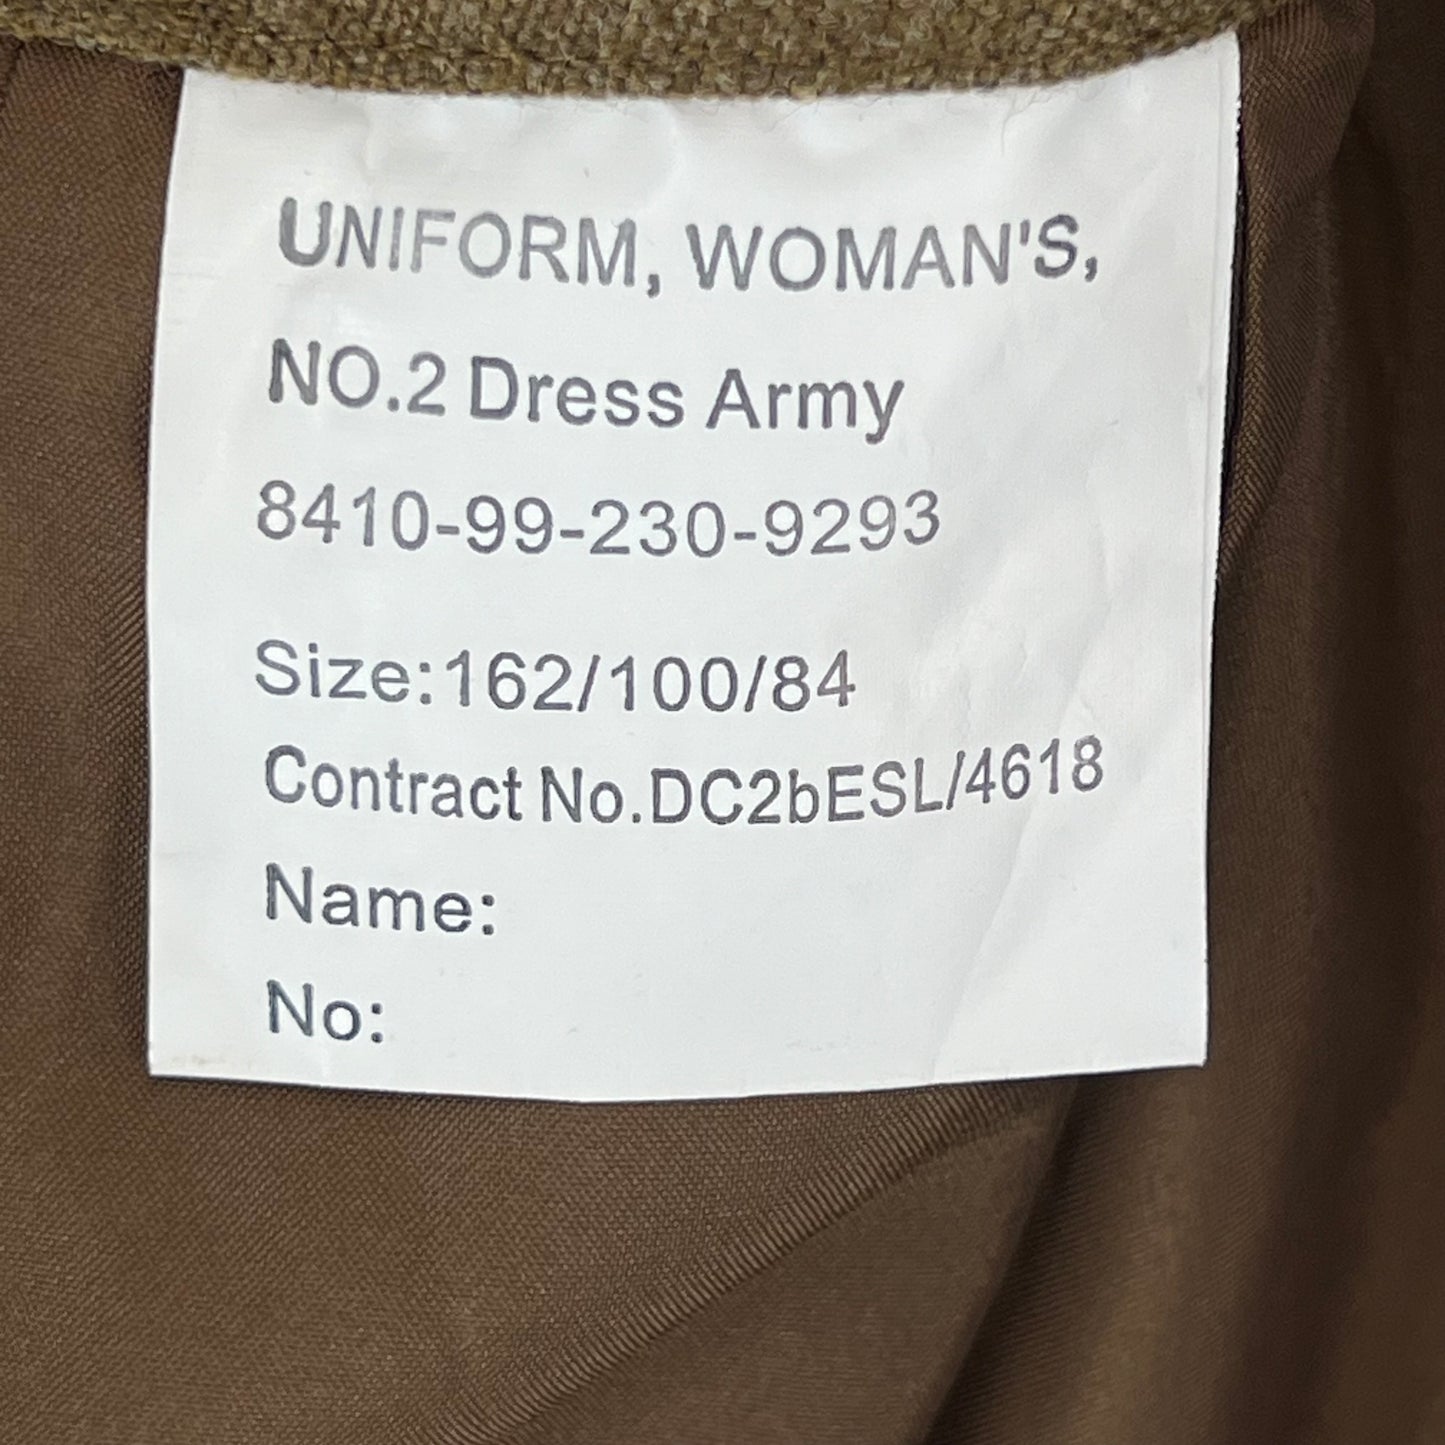 UNIFORM, WOMAN'S,
NO.2 Dress Army
8410-99-230-9293
Size:162/100/84
Contract No.DC2bESL/4618
Name:
No: